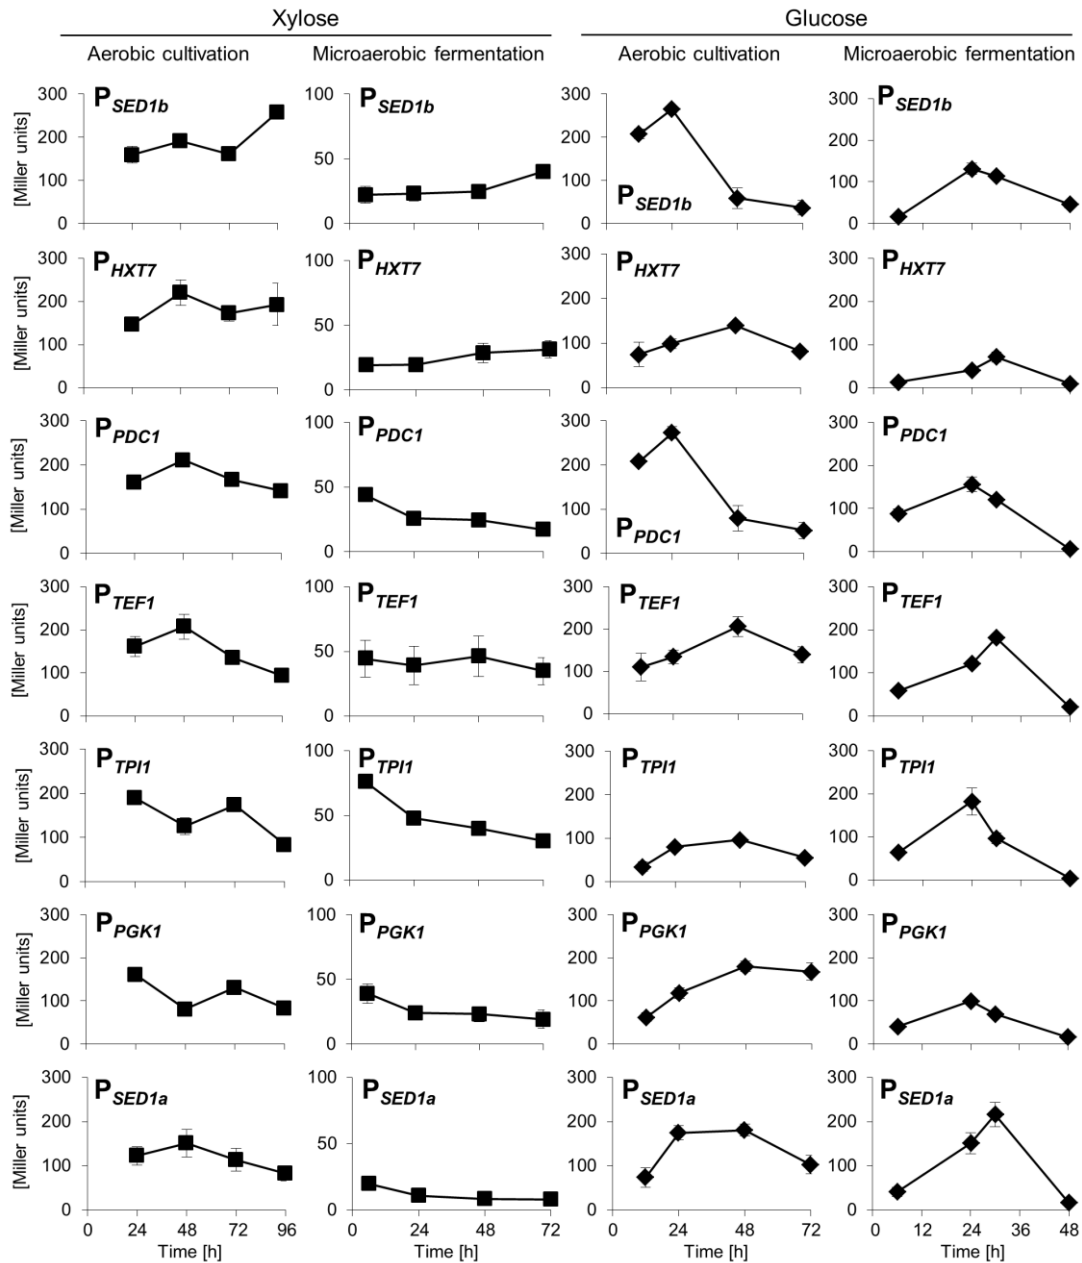 Xylose Glucose
Aerobic cultivation Microaerobic fermentation Aerobic cultivation Microaerobic fermentation
[Miller units] 300 200 100 0 P SED1b 100 50 0 P SED1b 300 200 100 0 P SED1b 300 200 100 0 P SED1b
[Miller units] 300 200 100 0 P HXT7 100 50 0 P HXT7 300 200 100 0 P HXT7 300 200 100 0 P HXT7
[Miller units] 300 200 100 0 P PDC1 100 50 0 P PDC1 300 200 100 0 P PDC1 300 200 100 0 P PDC1
[Miller units] 300 200 100 0 P TEF1 100 50 0 P TEF1 300 200 100 0 P TEF1 300 200 100 0 P TEF1
[Miller units] 300 200 100 0 P TPI1 100 50 0 P TPI1 300 200 100 0 P TPI1 300 200 100 0 P TPI1
[Miller units] 300 200 100 0 P PGK1 100 50 0 P PGK1 300 200 100 0 P PGK1 300 200 100 0 P PGK1
[Miller units] 300 200 100 0 P SED1a 100 50 0 P SED1a 300 200 100 0 P SED1a 300 200 100 0 P SED1a
0 24 48 72 96 0 24 48 72 0 24 48 72 0 12 24 36 48
Time [h] Time [h] Time [h] Time [h]